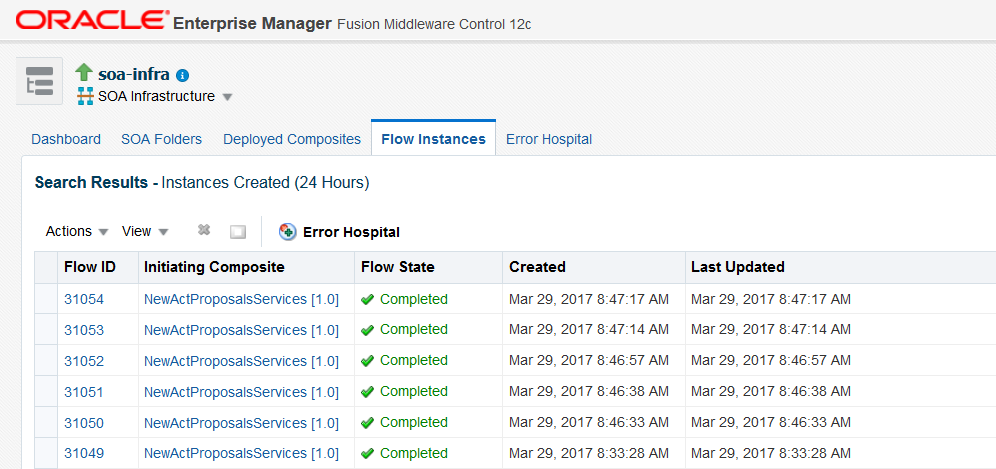 ORACLE® Enterprise Manager Fusion Middleware Control 12c
soa-infra
SOA Infrastructure
Dashboard SOA Folders Deployed Composites Flow Instances Error Hospital
Search Results - Instances Created (24 Hours)
Actions View Error Hospital
Flow ID Initiating Composite Flow State Created Last Updated
31054 NewActProposalsServices [1.0] Completed Mar 29, 2017 8:47:17 AM Mar 29, 2017 8:47:17 AM
31053 NewActProposalsServices [1.0] Completed Mar 29, 2017 8:47:14 AM Mar 29, 2017 8:47:14 AM
31052 NewActProposalsServices [1.0] Completed Mar 29, 2017 8:46:57 AM Mar 29, 2017 8:46:57 AM
31051 NewActProposalsServices [1.0] Completed Mar 29, 2017 8:46:38 AM Mar 29, 2017 8:46:38 AM
31050 NewActProposalsServices [1.0] Completed Mar 29, 2017 8:46:33 AM Mar 29, 2017 8:46:33 AM
31049 NewActProposalsServices [1.0] Completed Mar 29, 2017 8:33:28 AM Mar 29, 2017 8:33:28 AM